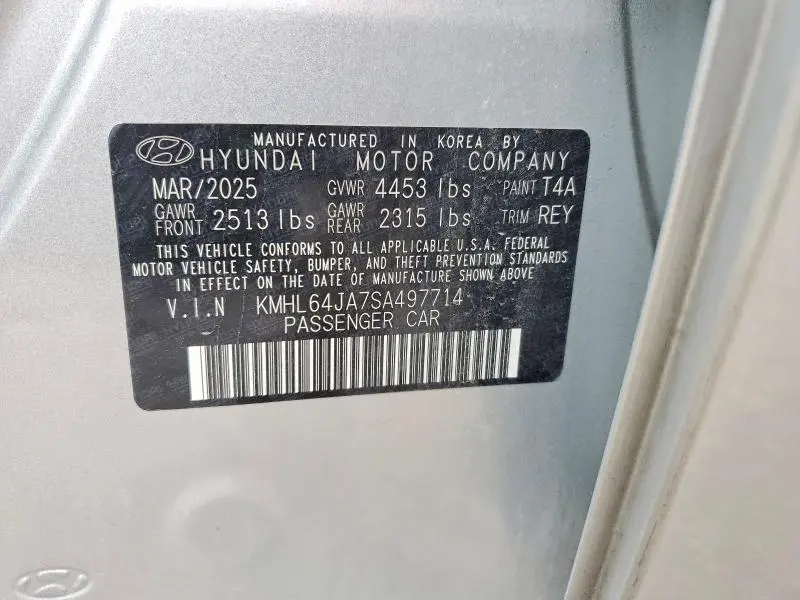 MANUFACTURED IN KOREA BY
HYUNDAI MOTOR COMPANY
MAR/2025 GVWR 4453 lbs PAINT T4A
GAWR FRONT 2513 lbs GAWR REAR 2315 lbs TRIM REY
THIS VEHICLE CONFORMS TO ALL APPLICABLE U.S.A. FEDERAL
MOTOR VEHICLE SAFETY, BUMPER, AND THEFT PREVENTION STANDARDS
IN EFFECT ON THE DATE OF MANUFACTURE SHOWN ABOVE
V.I.N KMHL64JA7SA497714
PASSENGER CAR